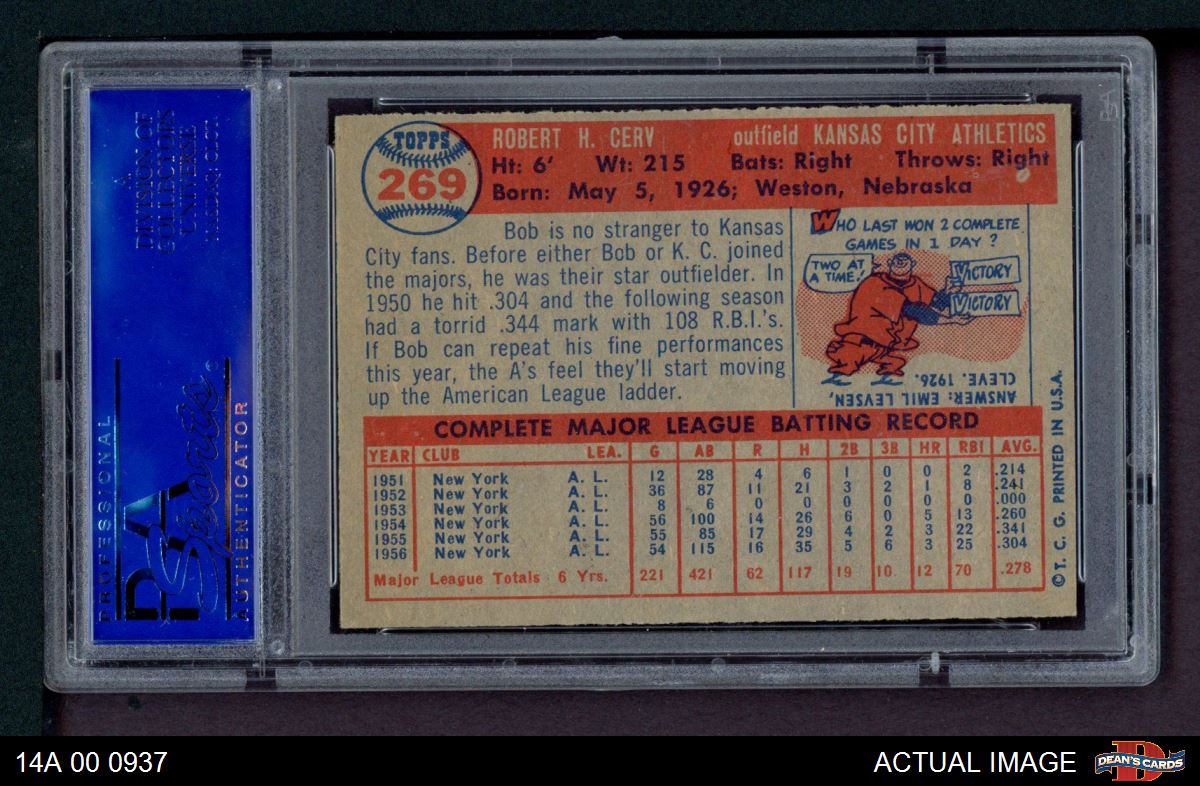 A
DIVISION OF
COLLECTORS
UNIVERSE
NASDAQ: CLCT
PROFESSIONAL
PSA
Sports
AUTHENTICATOR
TOPPS
269
ROBERT H. CERV outfield KANSAS CITY ATHLETICS
Ht: 6' Wt: 215 Bats: Right Throws: Right
Born: May 5, 1926; Weston, Nebraska
Bob is no stranger to Kansas
City fans. Before either Bob or K. C. joined
the majors, he was their star outfielder. In
1950 he hit .304 and the following season
had a torrid .344 mark with 108 R.B.I.'s.
If Bob can repeat his fine performances
this year, the A's feel they'll start moving
up the American League ladder.
WHO LAST WON 2 COMPLETE
GAMES IN 1 DAY?
TWO AT
A TIME!
VICTORY
VICTORY
ANSWER: EMIL LEVSEN,
CLEVE. 1926.
COMPLETE MAJOR LEAGUE BATTING RECORD
YEAR CLUB LEA. G AB R H 2B 3B HR RBI AVG.
1951 New York A. L. 12 28 4 6 1 0 0 2 .214
1952 New York A. L. 36 87 11 21 3 2 1 8 .241
1953 New York A. L. 8 6 0 0 0 0 0 0 .000
1954 New York A. L. 56 100 14 26 6 0 5 13 .260
1955 New York A. L. 55 85 17 29 4 2 3 22 .341
1956 New York A. L. 54 115 16 35 5 6 3 25 .304
Major League Totals 6 Yrs. 221 421 62 117 19 10 12 70 .278
© T. C. G. PRINTED IN U.S.A.
14A 00 0937
ACTUAL IMAGE
DEAN'S CARDS